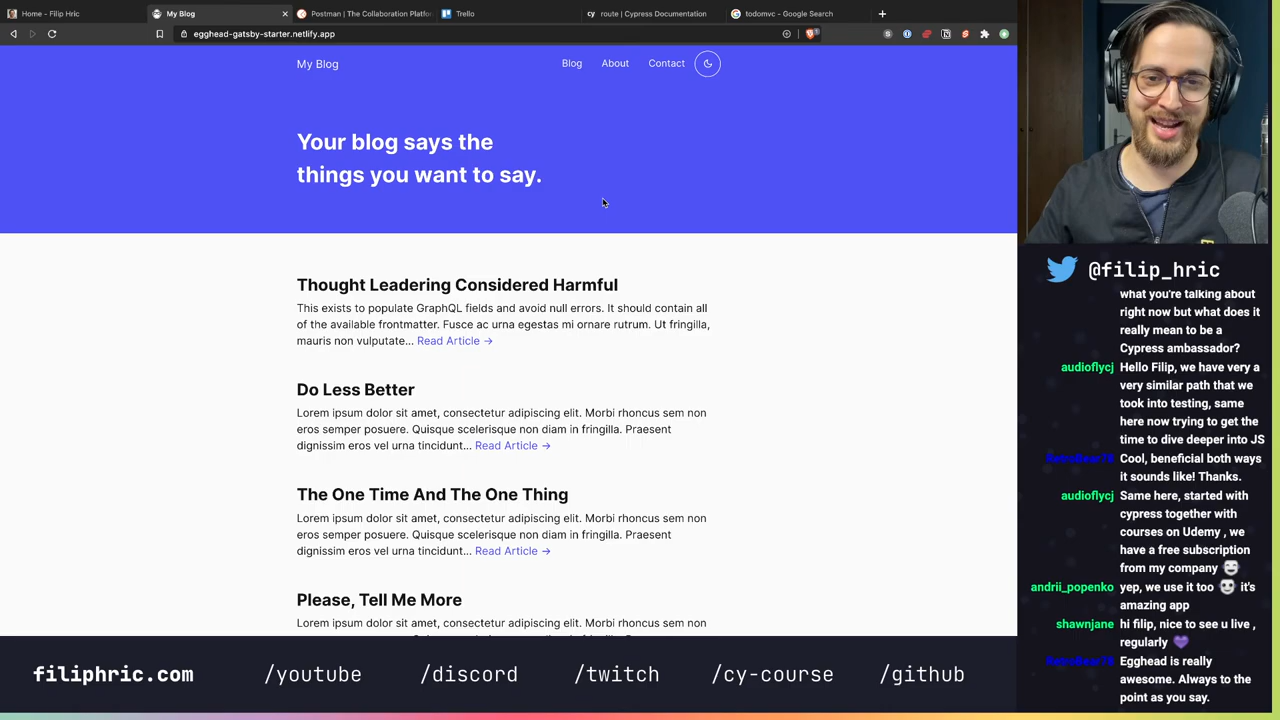 Home - Filip Hric
My Blog
Postman | The Collaboration Platfo
Trello
cy route | Cypress Documentation
todomvc - Google Search
egghead-gatsby-starter.netlify.app
My Blog
Blog
About
Contact
Your blog says the
things you want to say.
Thought Leadering Considered Harmful
This exists to populate GraphQL fields and avoid null errors. It should contain all
of the available frontmatter. Fusce ac urna egestas mi ornare rutrum. Ut fringilla,
mauris non vulputate... Read Article →
Do Less Better
Lorem ipsum dolor sit amet, consectetur adipiscing elit. Morbi rhoncus sem non
eros semper posuere. Quisque scelerisque non diam in fringilla. Praesent
dignissim eros vel urna tincidunt... Read Article →
The One Time And The One Thing
Lorem ipsum dolor sit amet, consectetur adipiscing elit. Morbi rhoncus sem non
eros semper posuere. Quisque scelerisque non diam in fringilla. Praesent
dignissim eros vel urna tincidunt... Read Article →
Please, Tell Me More
Lorem ipsum dolor sit amet, consectetur adipiscing elit. Morbi rhoncus sem non
@filip_hric
what you're talking about
right now but what does it
really mean to be a
Cypress ambassador?
audioflycj Hello Filip, we have very a
very similar path that we
took into testing, same
here now trying to get the
time to dive deeper into JS
Cool, beneficial both ways
it sounds like! Thanks.
audioflycj Same here, started with
cypress together with
courses on Udemy , we
have a free subscription
from my company
andrii_popenko yep, we use it too it's
amazing app
shawnjane hi filip, nice to see u live ,
regularly
Egghead is really
awesome. Always to the
point as you say.
filiphric.com
/youtube
/discord
/twitch
/cy-course
/github